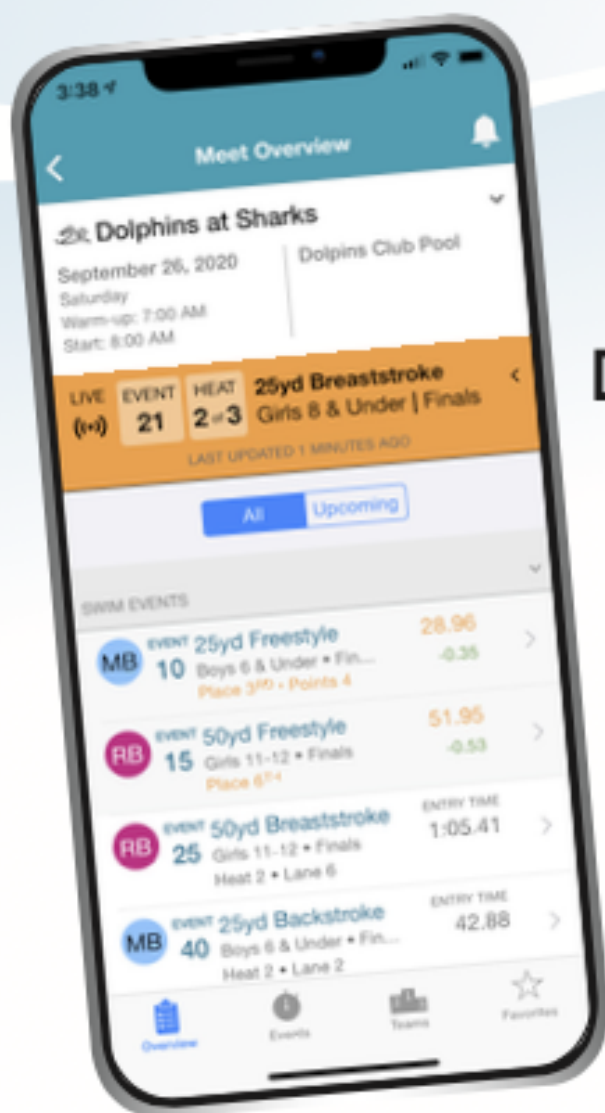 3:38
Meet Overview
Dolphins at Sharks
September 26, 2020
Saturday
Warm-up: 7:00 AM
Start: 8:00 AM
Dolpins Club Pool
LIVE
EVENT
21
HEAT
2 of 3
25yd Breaststroke
Girls 8 & Under | Finals
LAST UPDATED 1 MINUTES AGO
All
Upcoming
SWIM EVENTS
MB
EVENT
10
25yd Freestyle
Boys 6 & Under • Fin...
Place 3RD • Points 4
28.96
-0.35
RB
EVENT
15
50yd Freestyle
Girls 11-12 • Finals
Place 6TH
51.95
-0.53
RB
EVENT
25
50yd Breaststroke
Girls 11-12 • Finals
Heat 2 • Lane 6
ENTRY TIME
1:05.41
MB
EVENT
40
25yd Backstroke
Boys 6 & Under • Fin...
Heat 2 • Lane 2
ENTRY TIME
42.88
Overview
Events
Teams
Favorites